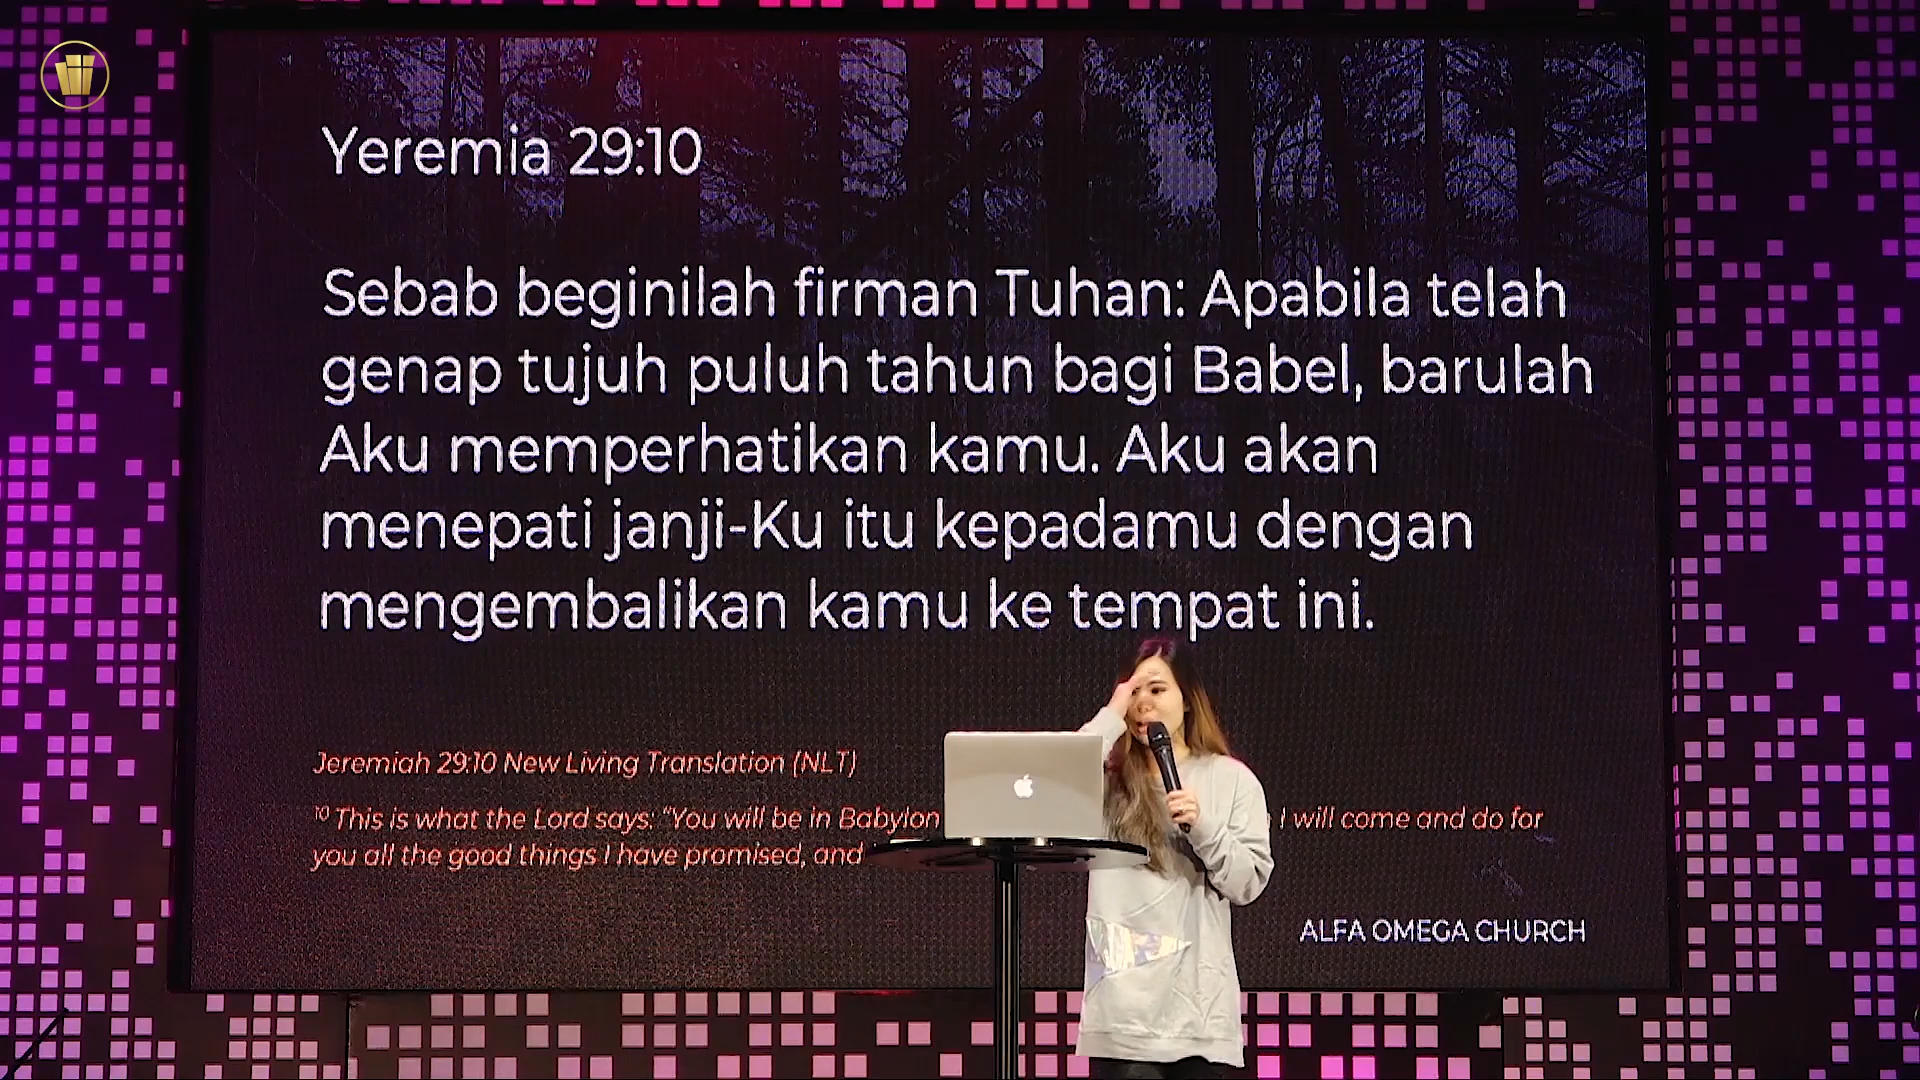 Yeremia 29:10
Sebab beginilah firman Tuhan: Apabila telah
genap tujuh puluh tahun bagi Babel, barulah
Aku memperhatikan kamu. Aku akan
menepati janji-Ku itu kepadamu dengan
mengembalikan kamu ke tempat ini.
Jeremiah 29:10 New Living Translation (NLT)
10 This is what the Lord says: “You will be in Babylon I will come and do for
you all the good things I have promised, and
ALFA OMEGA CHURCH